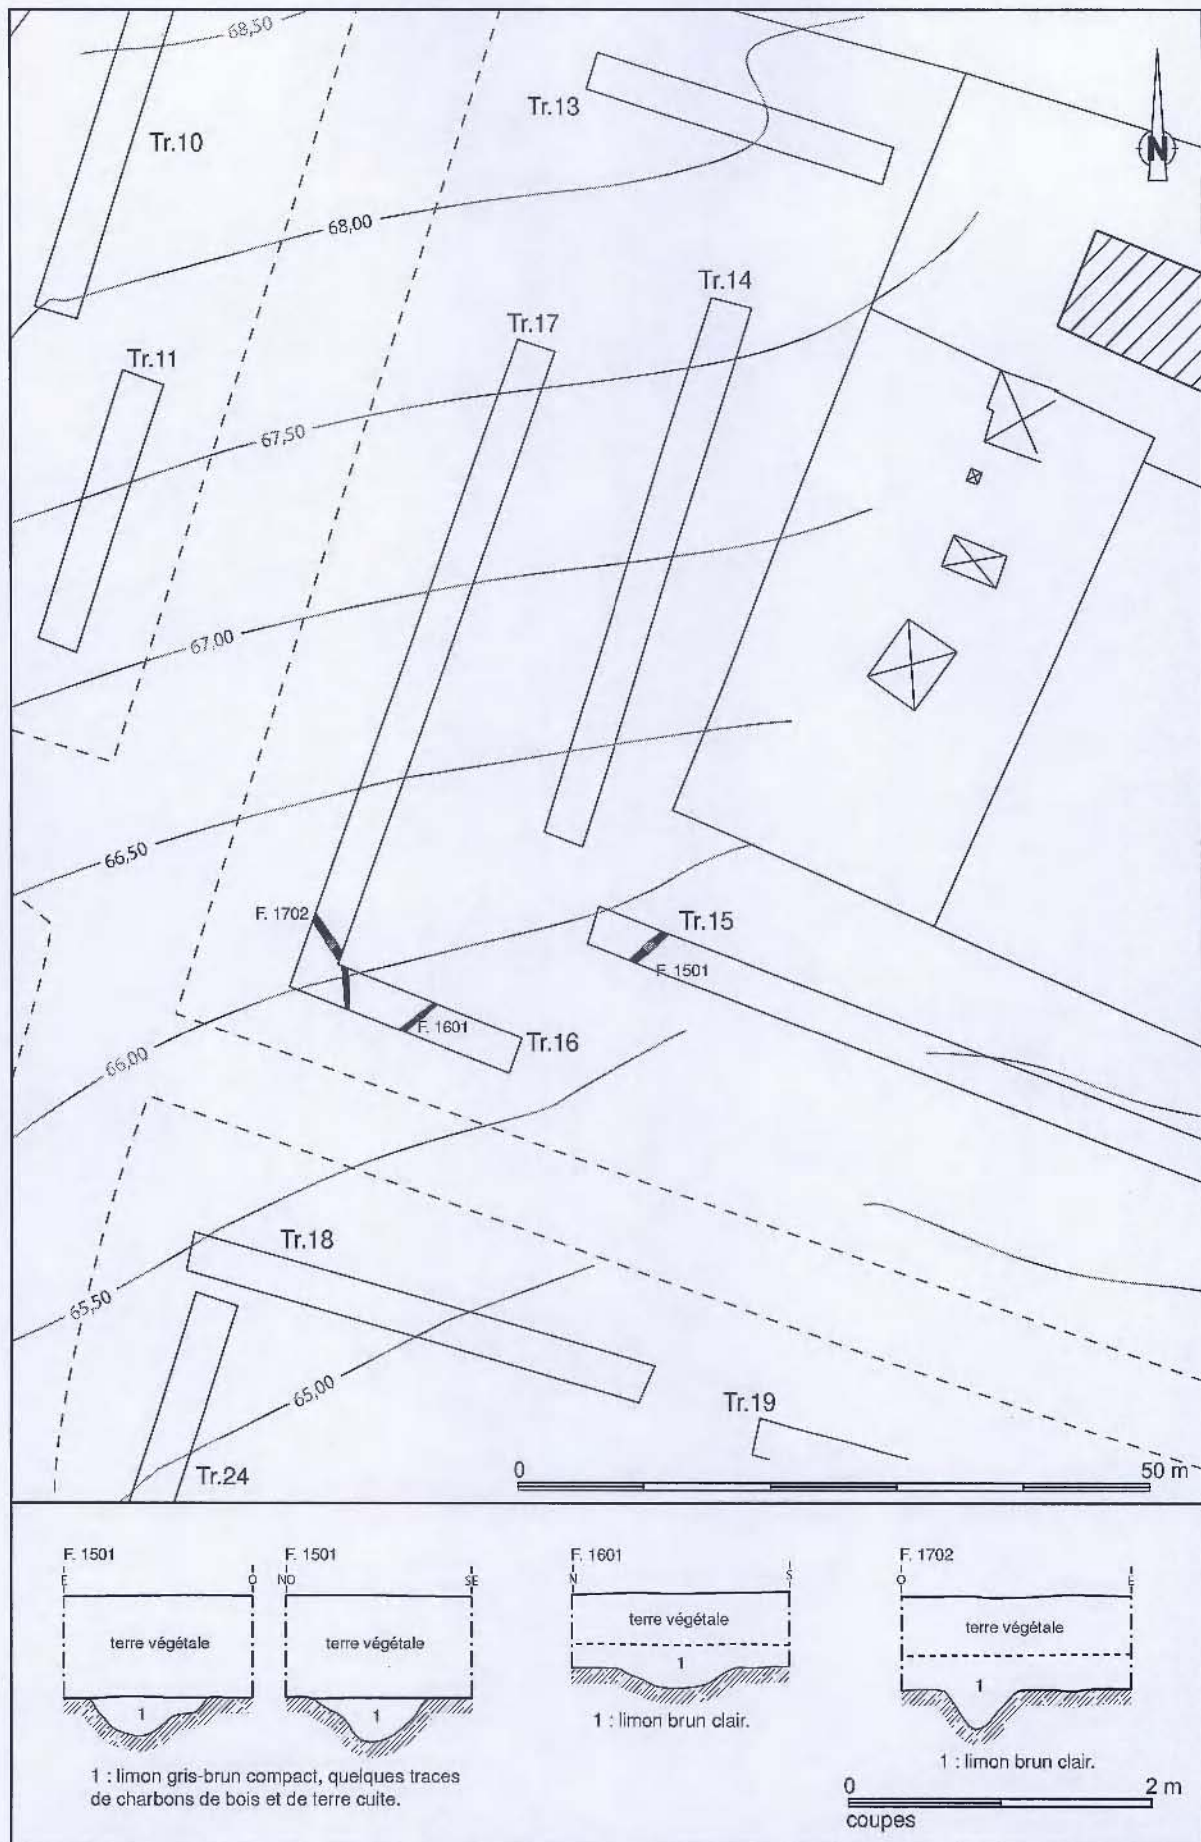 68,50
Tr.13
Tr.10
N
68,00
Tr.14
Tr.17
Tr.11
67,50
67,00
66,50
F. 1702
Tr.15
F. 1501
F. 1601
Tr.16
66,00
Tr.18
65,50
65,00
Tr.19
Tr.24
0 50 m
F. 1501 F. 1501 F. 1601 F. 1702
E O NO SE N S O E
terre végétale terre végétale terre végétale terre végétale
1 1 1 1
1 : limon brun clair.
1 : limon brun clair.
1 : limon gris-brun compact, quelques traces
de charbons de bois et de terre cuite.
0 2 m
coupes